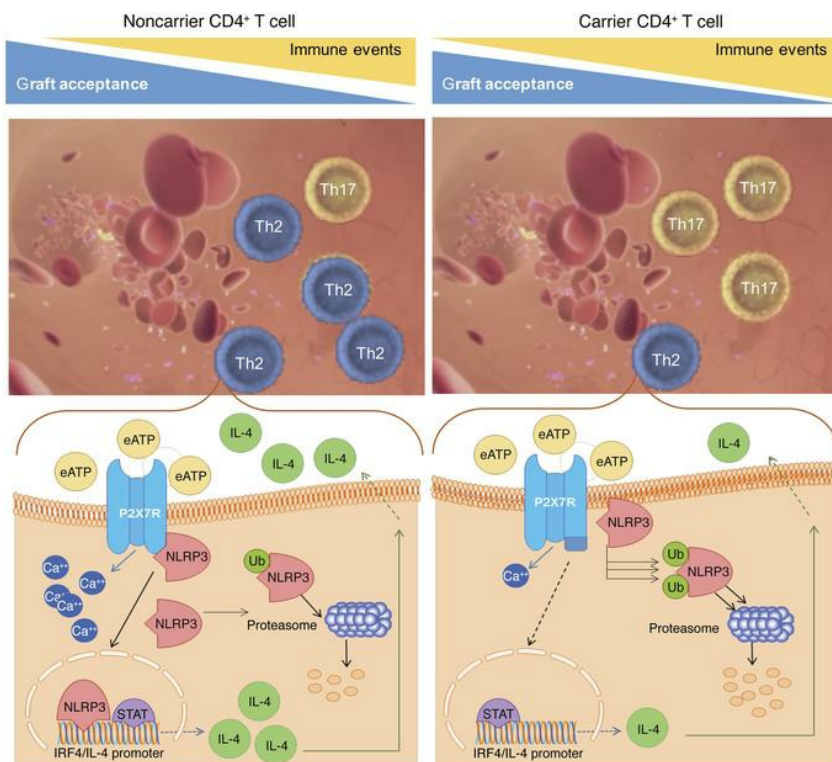 Noncarrier CD4⁺ T cell
Immune events
Graft acceptance
Th17
Th2
Th2
Th2
Th2
eATP
eATP
eATP
IL-4
IL-4
IL-4
P2X7R
NLRP3
Ca⁺⁺
Ca⁺⁺
Ca⁺⁺
Ca⁺⁺
Ca⁺⁺
Ub
NLRP3
NLRP3
Proteasome
NLRP3
STAT
IRF4/IL-4 promoter
IL-4
IL-4
IL-4
Carrier CD4⁺ T cell
Immune events
Graft acceptance
Th17
Th17
Th17
Th2
eATP
eATP
eATP
IL-4
P2X7R
NLRP3
Ca⁺⁺
Ub
Ub
NLRP3
Proteasome
STAT
IRF4/IL-4 promoter
IL-4